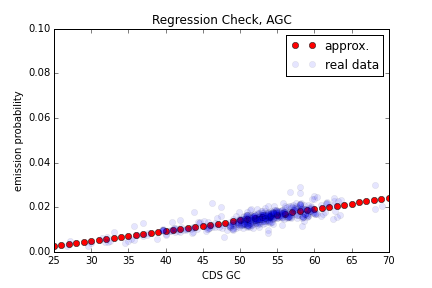 Regression Check, AGC
0.10
0.08
0.06
0.04
0.02
0.00
emission probability
approx.
real data
25 30 35 40 45 50 55 60 65 70
CDS GC